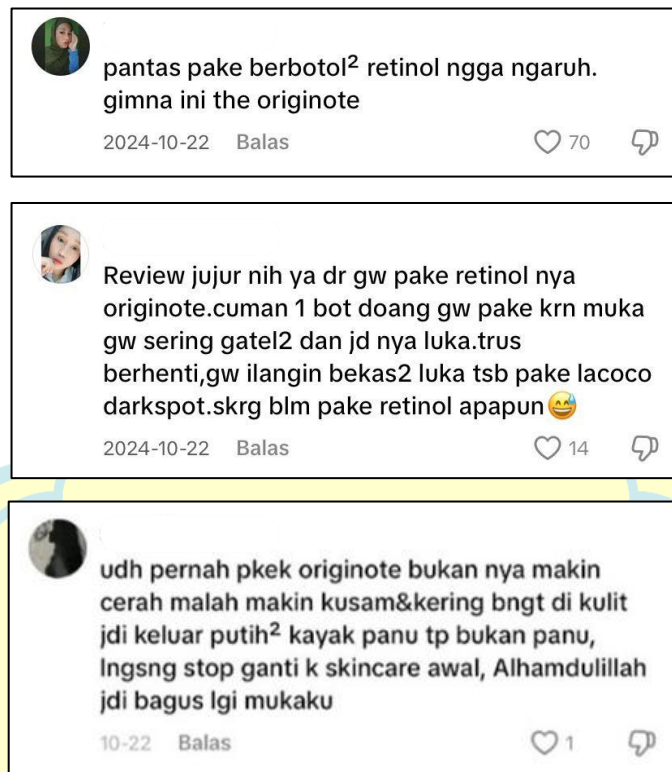 pantas pake berbotol² retinol ngga ngaruh.
gimna ini the originote
2024-10-22 Balas 70
Review jujur nih ya dr gw pake retinol nya
originote.cuman 1 bot doang gw pake krn muka
gw sering gatel2 dan jd nya luka.trus
berhenti,gw ilangin bekas2 luka tsb pake lacoco
darkspot.skrg blm pake retinol apapun😅
2024-10-22 Balas 14
udh pernah pkek originote bukan nya makin
cerah malah makin kusam&kering bngt di kulit
jdi keluar putih² kayak panu tp bukan panu,
lngsng stop ganti k skincare awal, Alhamdulillah
jdi bagus lgi mukaku
10-22 Balas 1